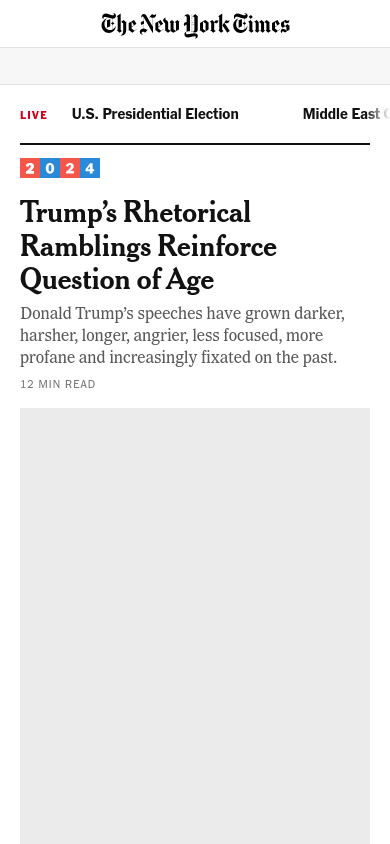 The New York Times
LIVE U.S. Presidential Election Middle East
2024
Trump’s Rhetorical
Ramblings Reinforce
Question of Age
Donald Trump’s speeches have grown darker,
harsher, longer, angrier, less focused, more
profane and increasingly fixated on the past.
12 MIN READ